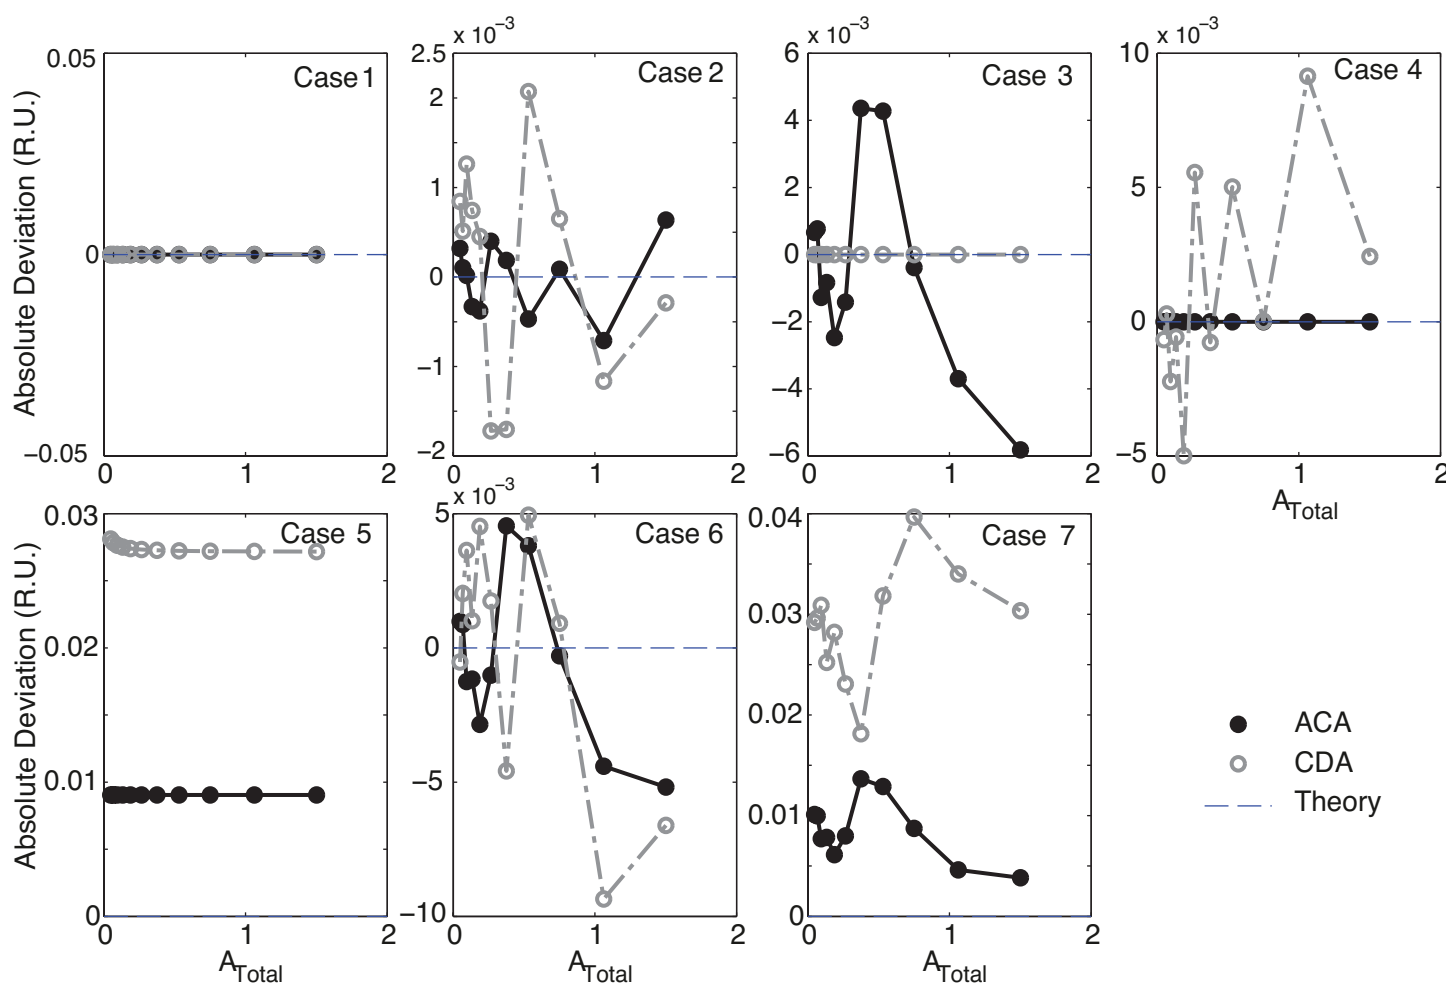 x 10⁻³
x 10⁻³
x 10⁻³
Absolute Deviation (R.U.)
0.05
0
−0.05
Case 1
0
1
2
2.5
2
1
0
−1
−2
Case 2
0
1
2
6
4
2
0
−2
−4
−6
Case 3
0
1
2
10
5
0
−5
Case 4
0
1
2
A_Total
Absolute Deviation (R.U.)
0.03
0.02
0.01
0
Case 5
0
1
2
A_Total
x 10⁻³
5
0
−5
−10
Case 6
0
1
2
A_Total
0.04
0.03
0.02
0.01
0
Case 7
0
1
2
A_Total
ACA
CDA
Theory